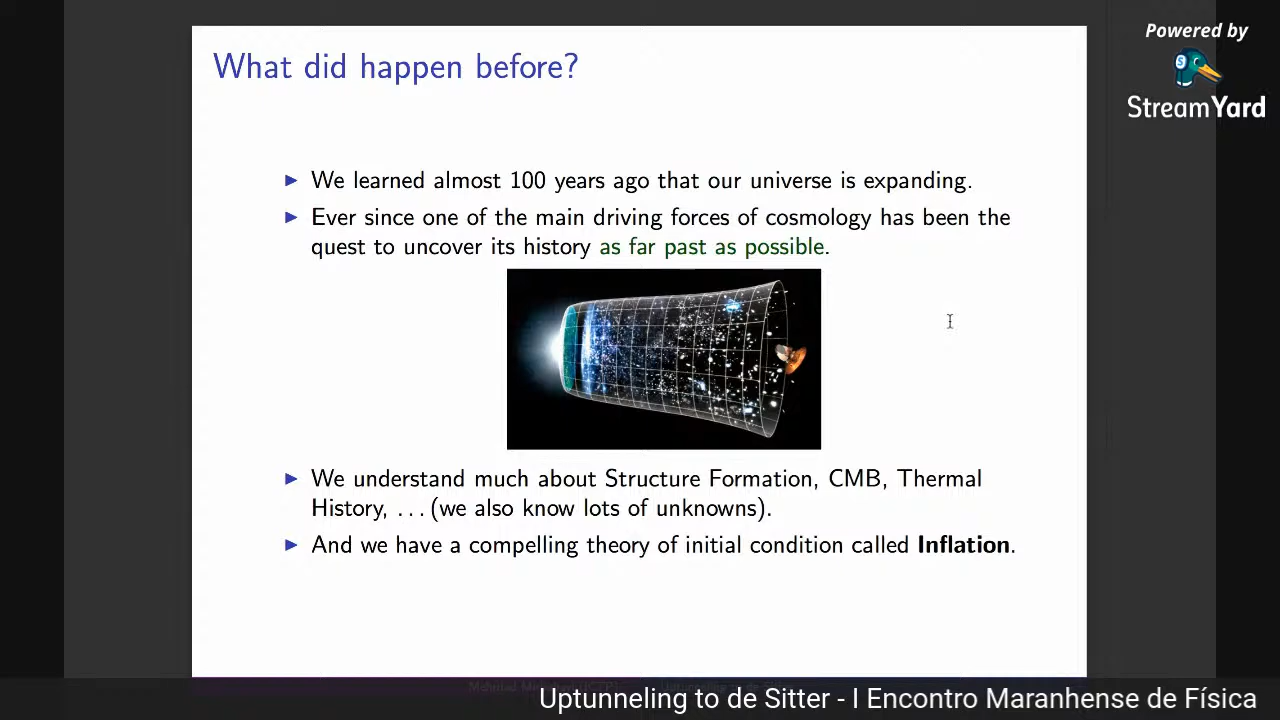 Powered by
StreamYard
What did happen before?
▶ We learned almost 100 years ago that our universe is expanding.
▶ Ever since one of the main driving forces of cosmology has been the
quest to uncover its history as far past as possible.
▶ We understand much about Structure Formation, CMB, Thermal
History, ... (we also know lots of unknowns).
▶ And we have a compelling theory of initial condition called Inflation.
Uptunneling to de Sitter - I Encontro Maranhense de Física